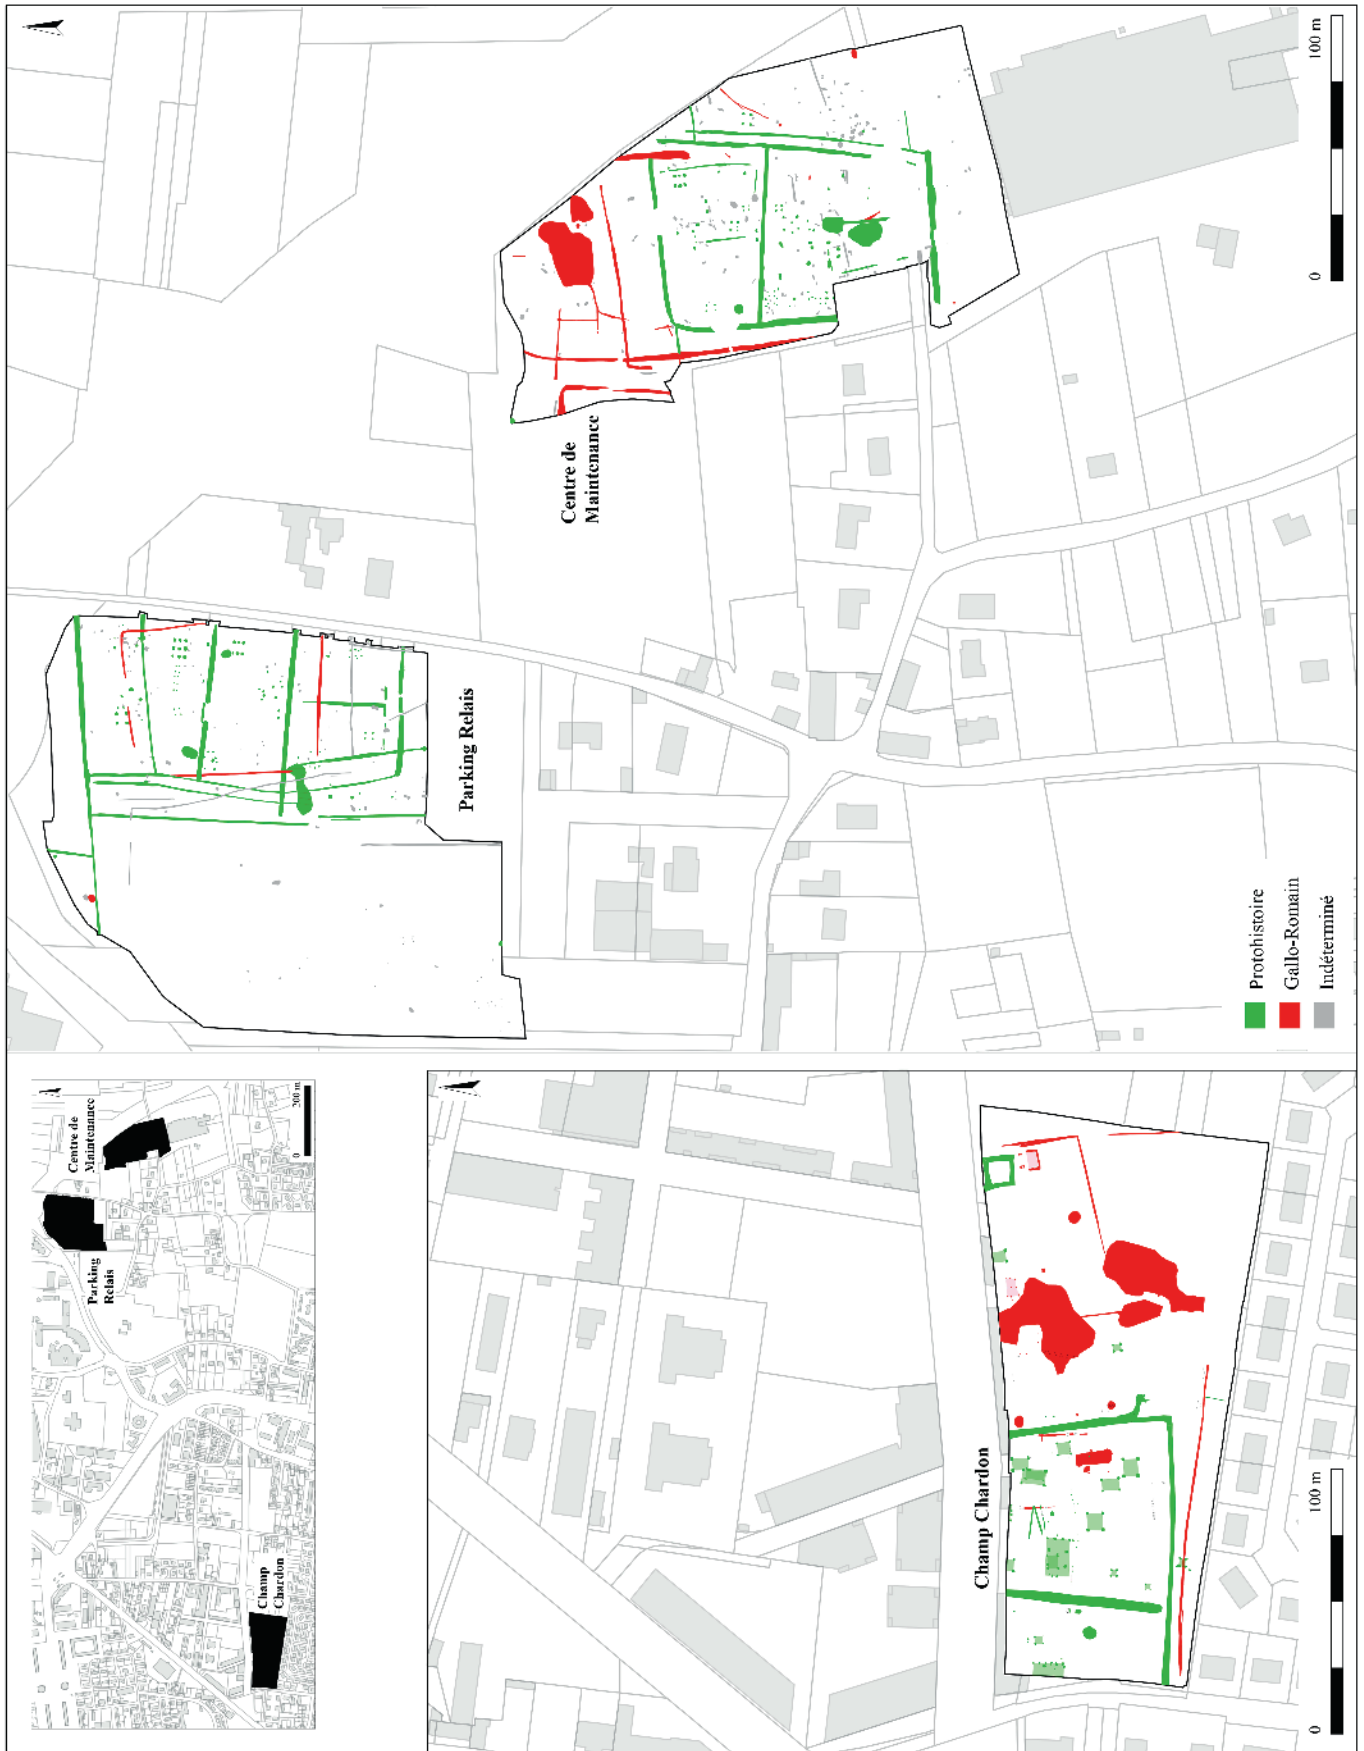 Centre de
Maintenance
Parking
Relais
Champ
Chardon
0
200 m
Parking Relais
Centre de
Maintenance
0
100 m
Protohistoire
Gallo-Romain
Indéterminé
Champ Chardon
0
100 m